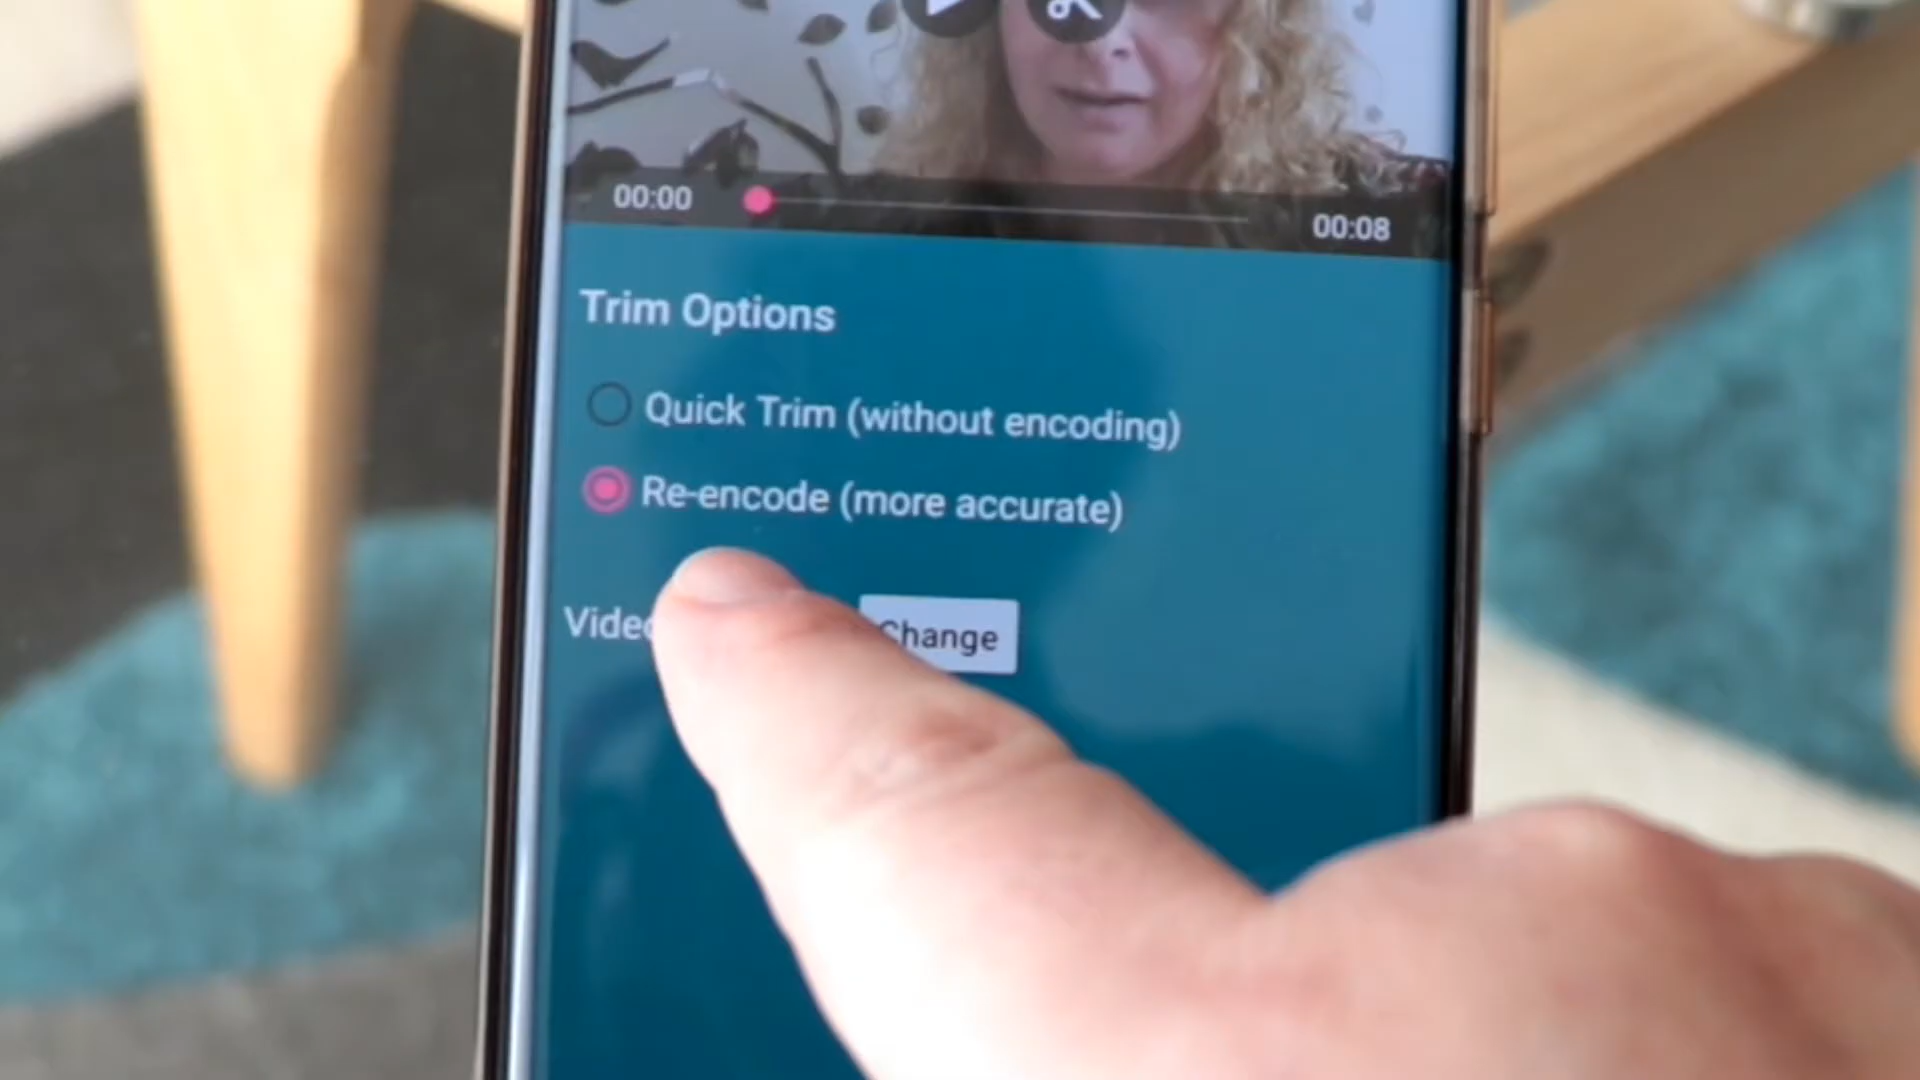 00:00
00:08
Trim Options
Quick Trim (without encoding)
Re-encode (more accurate)
Change